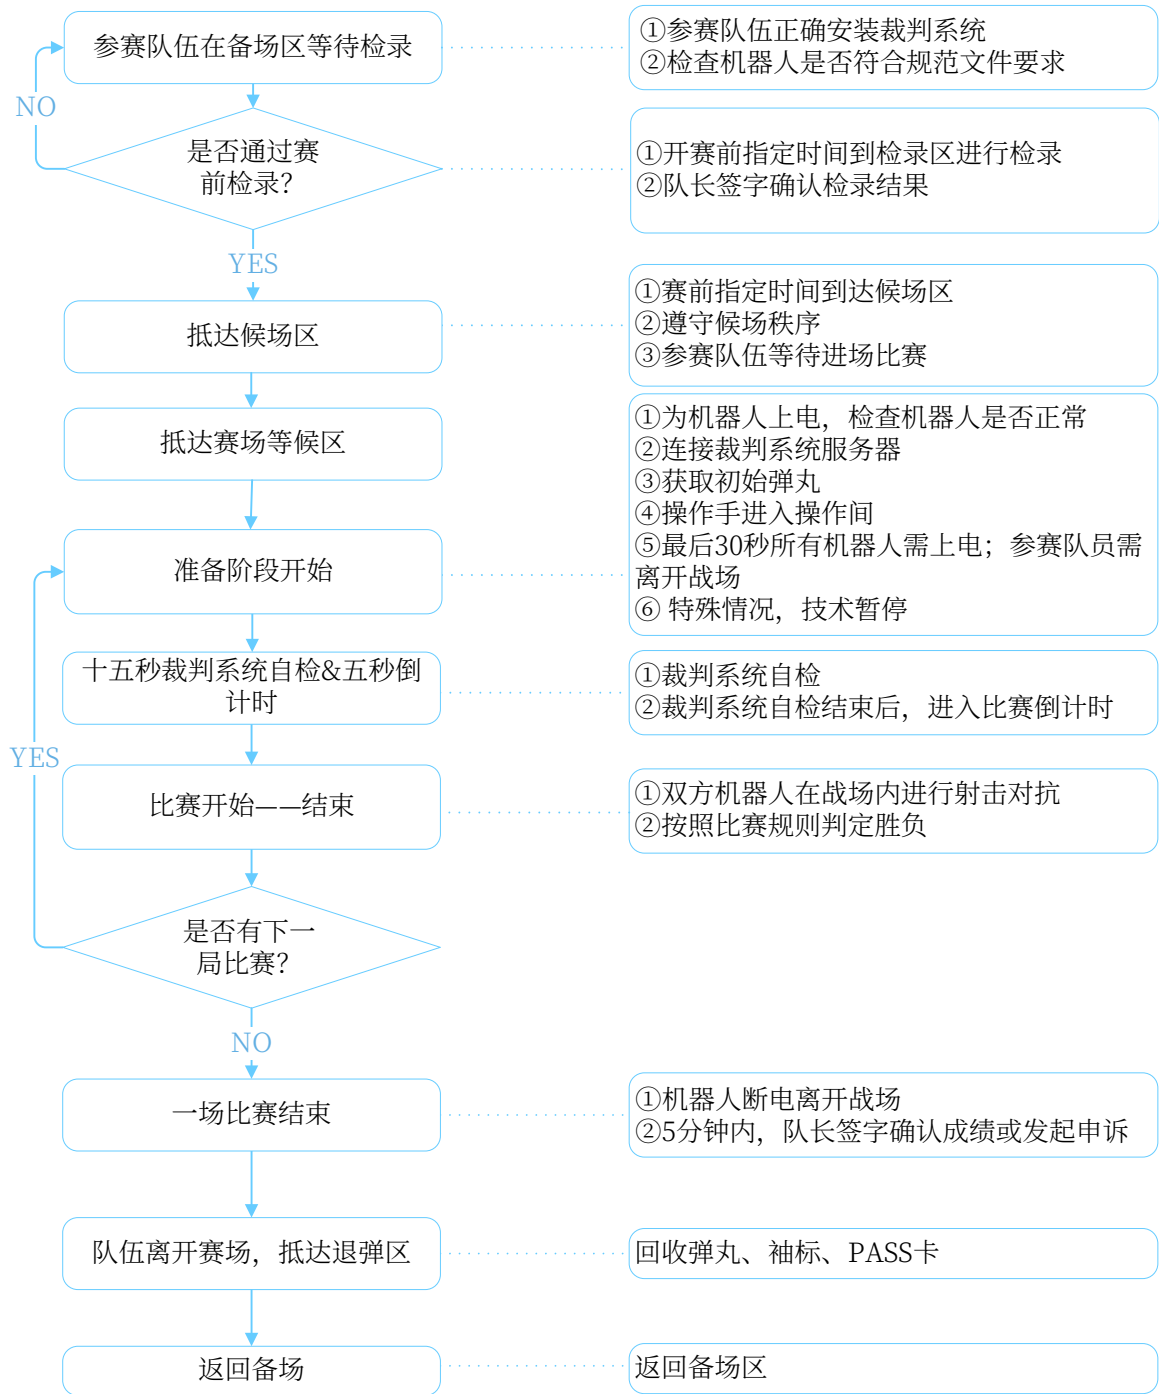 参赛队伍在备场区等待检录
①参赛队伍正确安装裁判系统
②检查机器人是否符合规范文件要求
NO
是否通过赛
前检录？
①开赛前指定时间到检录区进行检录
②队长签字确认检录结果
YES
抵达候场区
①赛前指定时间到达候场区
②遵守候场秩序
③参赛队伍等待进场比赛
抵达赛场等候区
准备阶段开始
①为机器人上电，检查机器人是否正常
②连接裁判系统服务器
③获取初始弹丸
④操作手进入操作间
⑤最后30秒所有机器人需上电；参赛队员需
离开战场
⑥ 特殊情况，技术暂停
十五秒裁判系统自检&五秒倒
计时
①裁判系统自检
②裁判系统自检结束后，进入比赛倒计时
YES
比赛开始——结束
①双方机器人在战场内进行射击对抗
②按照比赛规则判定胜负
是否有下一
局比赛？
NO
一场比赛结束
①机器人断电离开战场
②5分钟内，队长签字确认成绩或发起申诉
队伍离开赛场，抵达退弹区
回收弹丸、袖标、PASS卡
返回备场
返回备场区